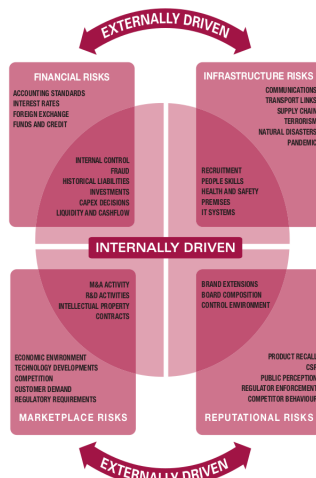 EXTERNALLY DRIVEN
FINANCIAL RISKS
ACCOUNTING STANDARDS
INTEREST RATES
FOREIGN EXCHANGE
FUNDS AND CREDIT
INTERNAL CONTROL
FRAUD
HISTORICAL LIABILITIES
INVESTMENTS
CAPEX DECISIONS
LIQUIDITY AND CASHFLOW
INFRASTRUCTURE RISKS
COMMUNICATIONS
TRANSPORT LINKS
SUPPLY CHAIN
TERRORISM
NATURAL DISASTERS
PANDEMIC
RECRUITMENT
PEOPLE SKILLS
HEALTH AND SAFETY
PREMISES
IT SYSTEMS
INTERNALLY DRIVEN
M&A ACTIVITY
R&D ACTIVITIES
INTELLECTUAL PROPERTY
CONTRACTS
ECONOMIC ENVIRONMENT
TECHNOLOGY DEVELOPMENTS
COMPETITION
CUSTOMER DEMAND
REGULATORY REQUIREMENTS
MARKETPLACE RISKS
BRAND EXTENSIONS
BOARD COMPOSITION
CONTROL ENVIRONMENT
PRODUCT RECALL
CSR
PUBLIC PERCEPTION
REGULATOR ENFORCEMENT
COMPETITOR BEHAVIOUR
REPUTATIONAL RISKS
EXTERNALLY DRIVEN